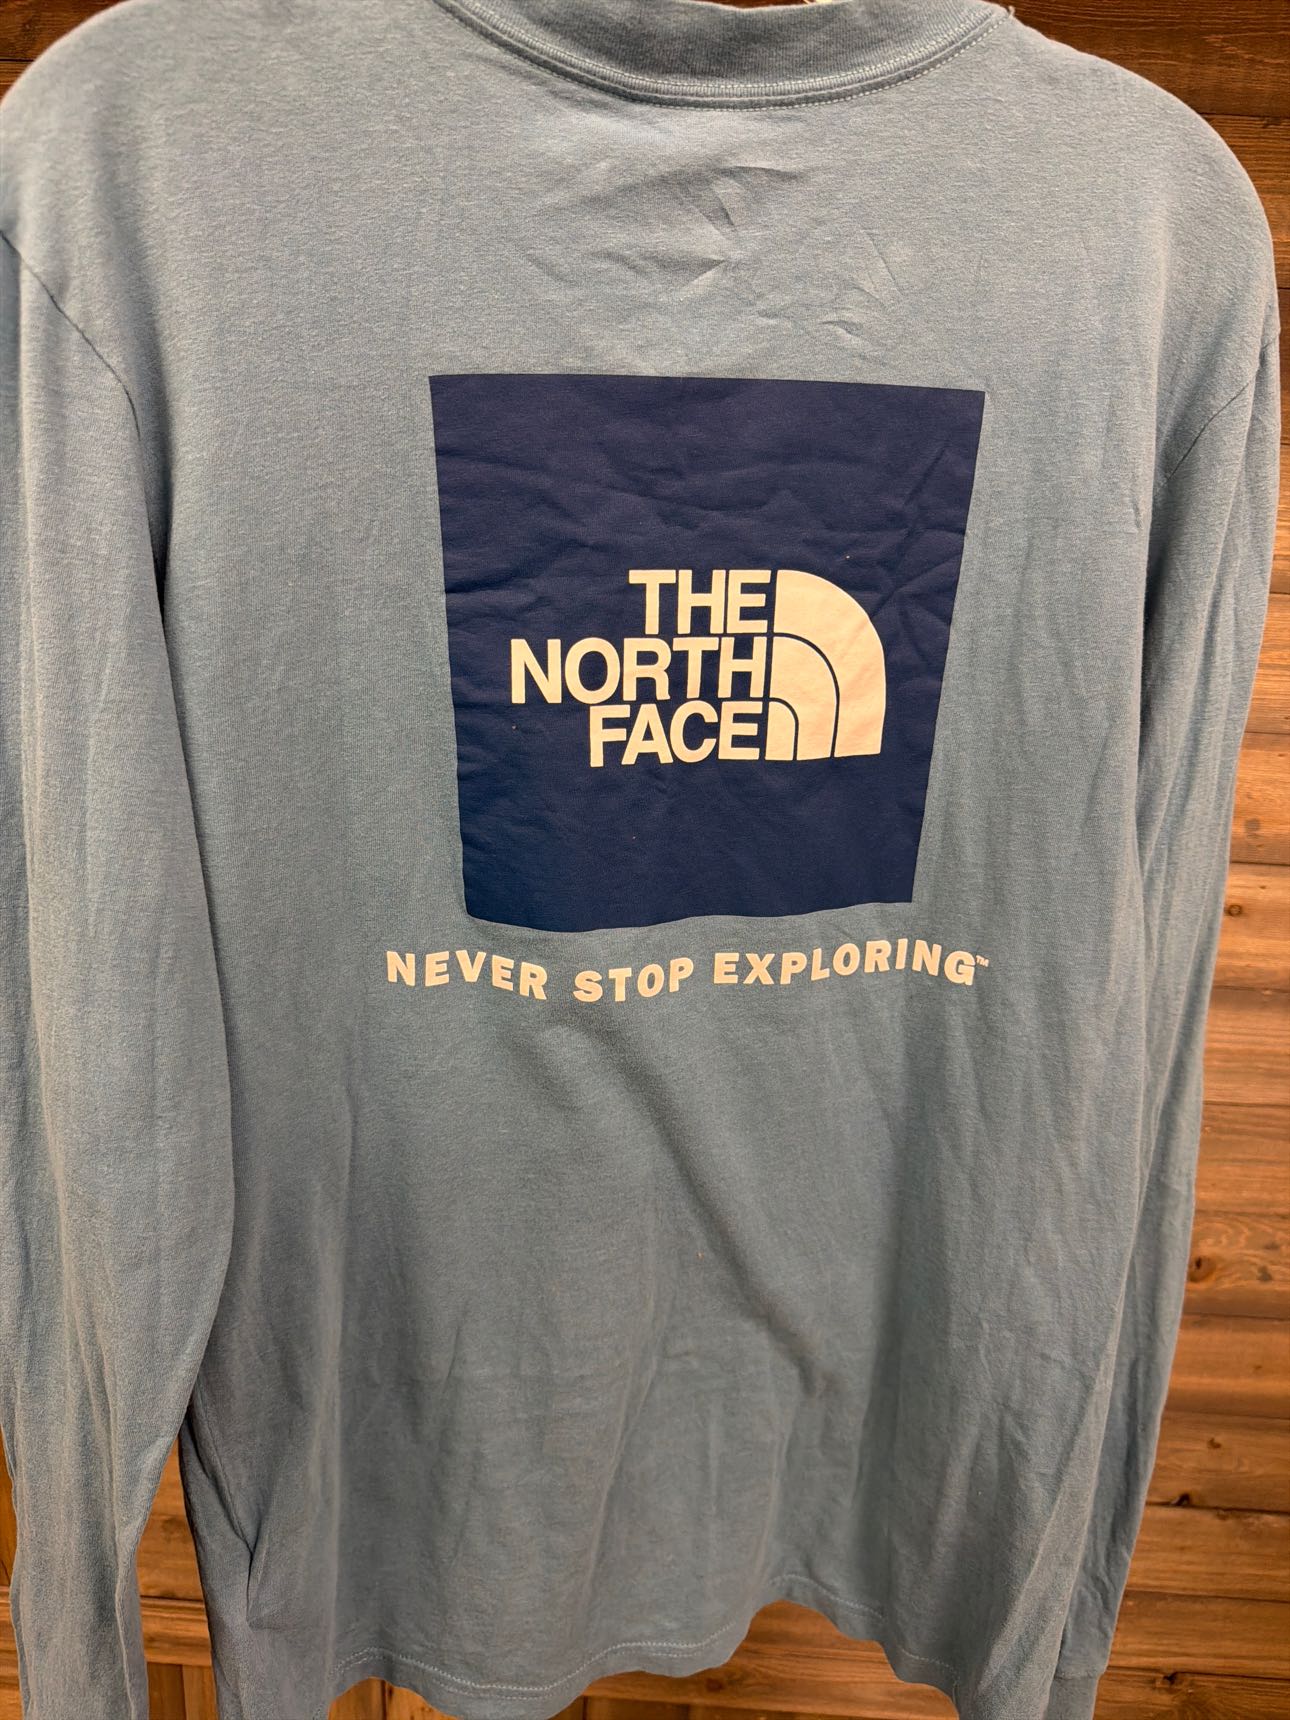 THE
NORTH
FACE
NEVER STOP EXPLORING™